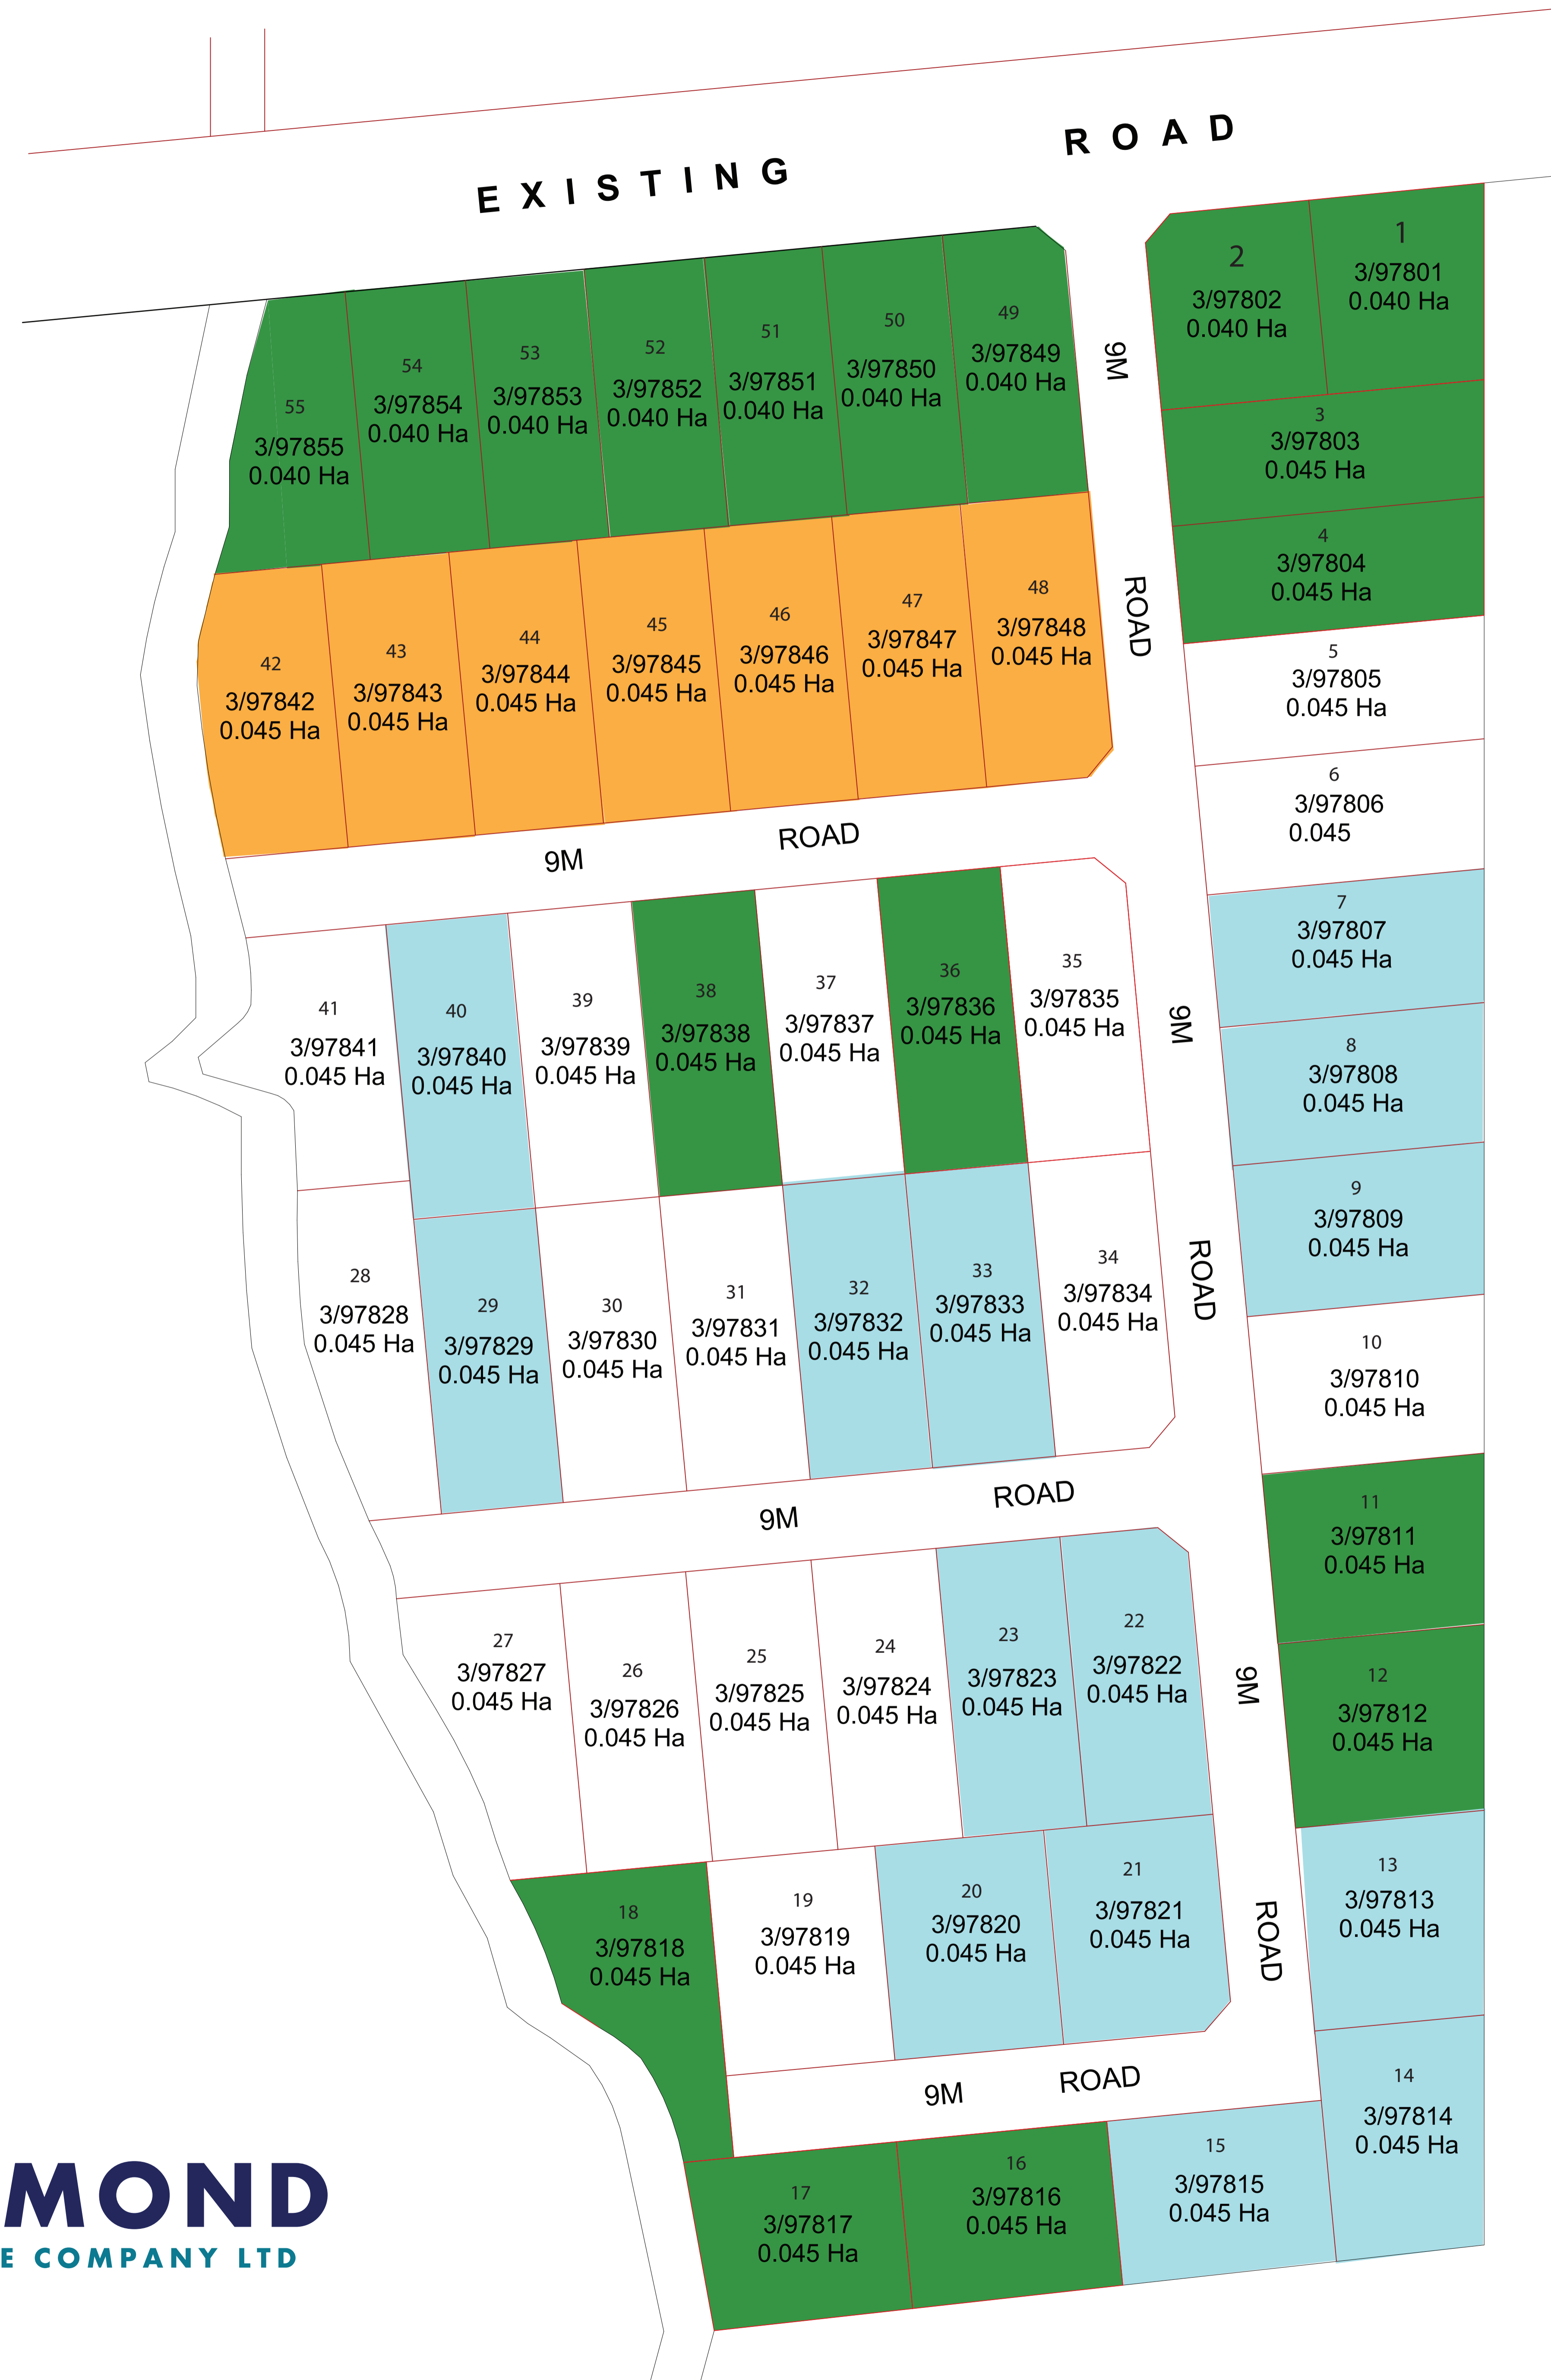 EXISTING ROAD
1
3/97801
0.040 Ha
2
3/97802
0.040 Ha
9M
49
3/97849
0.040 Ha
50
3/97850
0.040 Ha
51
3/97851
0.040 Ha
52
3/97852
0.040 Ha
53
3/97853
0.040 Ha
54
3/97854
0.040 Ha
55
3/97855
0.040 Ha
3
3/97803
0.045 Ha
4
3/97804
0.045 Ha
ROAD
48
3/97848
0.045 Ha
47
3/97847
0.045 Ha
46
3/97846
0.045 Ha
45
3/97845
0.045 Ha
44
3/97844
0.045 Ha
43
3/97843
0.045 Ha
42
3/97842
0.045 Ha
5
3/97805
0.045 Ha
6
3/97806
0.045
9M ROAD
7
3/97807
0.045 Ha
35
3/97835
0.045 Ha
36
3/97836
0.045 Ha
37
3/97837
0.045 Ha
38
3/97838
0.045 Ha
39
3/97839
0.045 Ha
40
3/97840
0.045 Ha
41
3/97841
0.045 Ha
9M
8
3/97808
0.045 Ha
9
3/97809
0.045 Ha
ROAD
34
3/97834
0.045 Ha
33
3/97833
0.045 Ha
32
3/97832
0.045 Ha
31
3/97831
0.045 Ha
30
3/97830
0.045 Ha
29
3/97829
0.045 Ha
28
3/97828
0.045 Ha
10
3/97810
0.045 Ha
9M ROAD
11
3/97811
0.045 Ha
22
3/97822
0.045 Ha
23
3/97823
0.045 Ha
24
3/97824
0.045 Ha
25
3/97825
0.045 Ha
26
3/97826
0.045 Ha
27
3/97827
0.045 Ha
9M
12
3/97812
0.045 Ha
13
3/97813
0.045 Ha
ROAD
21
3/97821
0.045 Ha
20
3/97820
0.045 Ha
19
3/97819
0.045 Ha
18
3/97818
0.045 Ha
9M ROAD
14
3/97814
0.045 Ha
15
3/97815
0.045 Ha
16
3/97816
0.045 Ha
17
3/97817
0.045 Ha
MOND
E COMPANY LTD